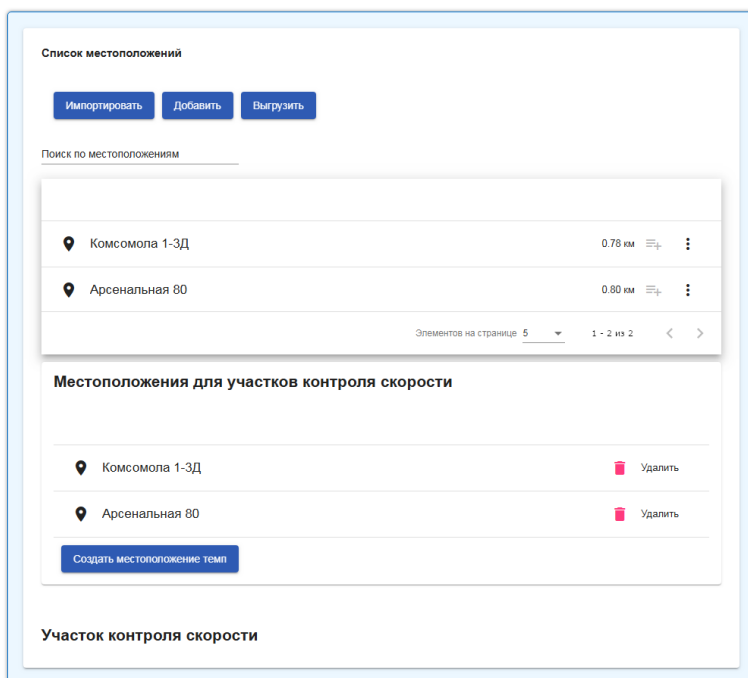 Список местоположений
Импортировать Добавить Выгрузить
Поиск по местоположениям
Комсомола 1-3Д 0.78 км
Арсенальная 80 0.80 км
Элементов на странице 5 1 - 2 из 2
Местоположения для участков контроля скорости
Комсомола 1-3Д Удалить
Арсенальная 80 Удалить
Создать местоположение темп
Участок контроля скорости